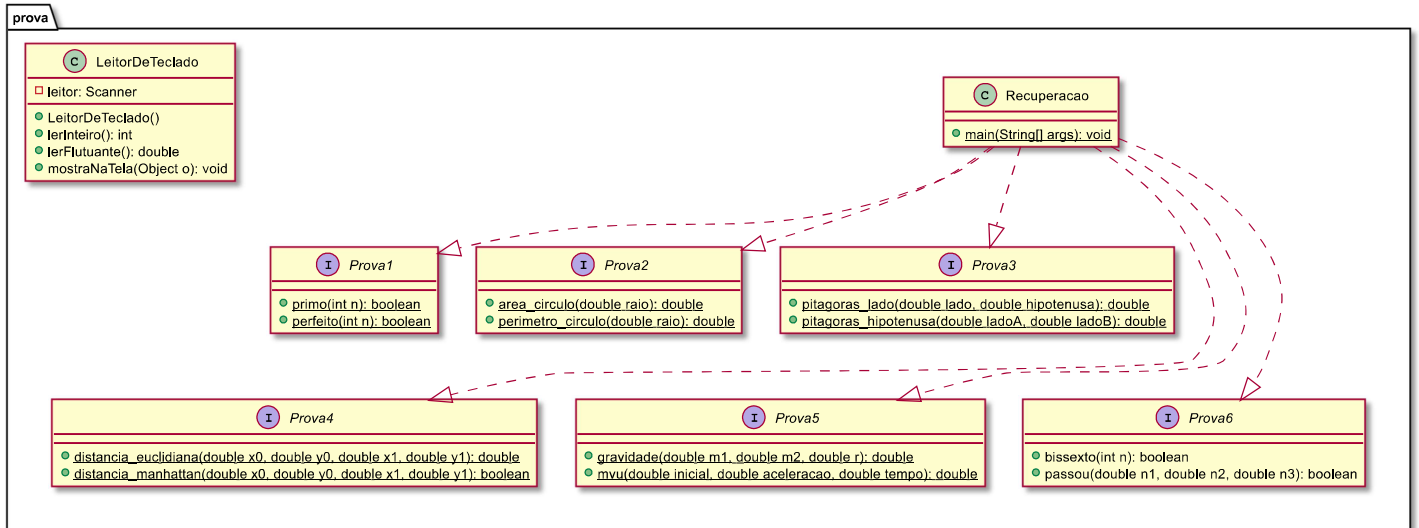 prova
C LeitorDeTeclado
leitor: Scanner
LeitorDeTeclado()
lerInteiro(): int
lerFlutuante(): double
mostraNaTela(Object o): void
C Recuperacao
main(String[] args): void
I Prova1
primo(int n): boolean
perfeito(int n): boolean
I Prova2
area_circulo(double raio): double
perimetro_circulo(double raio): double
I Prova3
pitagoras_lado(double lado, double hipotenusa): double
pitagoras_hipotenusa(double ladoA, double ladoB): double
I Prova4
distancia_euclidiana(double x0, double y0, double x1, double y1): double
distancia_manhattan(double x0, double y0, double x1, double y1): boolean
I Prova5
gravidade(double m1, double m2, double r): double
mvu(double inicial, double aceleracao, double tempo): double
I Prova6
bissexto(int n): boolean
passou(double n1, double n2, double n3): boolean